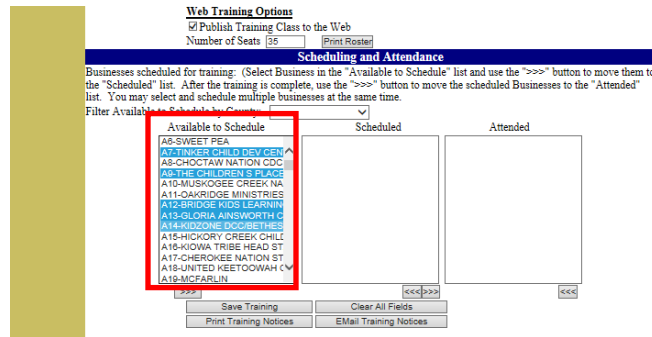 Web Training Options
Publish Training Class to the Web
Number of Seats 35 Print Roster
Scheduling and Attendance
Businesses scheduled for training: (Select Business in the "Available to Schedule" list and use the ">>>" button to move them to
the "Scheduled" list. After the training is complete, use the ">>>" button to move the scheduled Businesses to the "Attended"
list. You may select and schedule multiple businesses at the same time.
Filter Available to Schedule by County:
Available to Schedule Scheduled Attended
A6-SWEET PEA
A7-TINKER CHILD DEV CEN
A8-CHOCTAW NATION CDC
A9-THE CHILDREN S PLACE
A10-MUSKOGEE CREEK NA
A11-OAKRIDGE MINISTRIES
A12-BRIDGE KIDS LEARNIN
A13-GLORIA AINSWORTH C
A14-KIDZONE DCC/BETHES
A15-HICKORY CREEK CHILD
A16-KIOWA TRIBE HEAD ST
A17-CHEROKEE NATION ST
A18-UNITED KEETOOWAH (
A19-MCFARLIN
>>> <<< >>> <<<
Save Training Clear All Fields
Print Training Notices EMail Training Notices